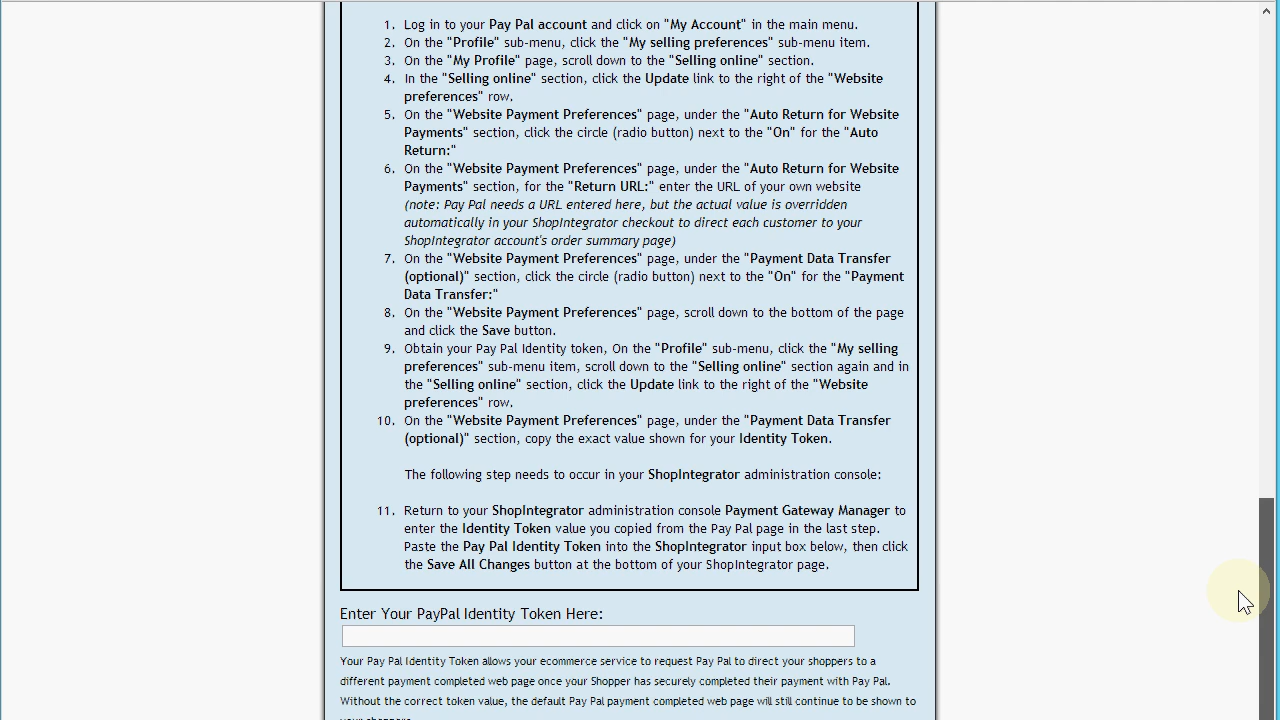 1. Log in to your Pay Pal account and click on "My Account" in the main menu.
2. On the "Profile" sub-menu, click the "My selling preferences" sub-menu item.
3. On the "My Profile" page, scroll down to the "Selling online" section.
4. In the "Selling online" section, click the Update link to the right of the "Website
preferences" row.
5. On the "Website Payment Preferences" page, under the "Auto Return for Website
Payments" section, click the circle (radio button) next to the "On" for the "Auto
Return:"
6. On the "Website Payment Preferences" page, under the "Auto Return for Website
Payments" section, for the "Return URL:" enter the URL of your own website
(note: Pay Pal needs a URL entered here, but the actual value is overridden
automatically in your ShopIntegrator checkout to direct each customer to your
ShopIntegrator account's order summary page)
7. On the "Website Payment Preferences" page, under the "Payment Data Transfer
(optional)" section, click the circle (radio button) next to the "On" for the "Payment
Data Transfer:"
8. On the "Website Payment Preferences" page, scroll down to the bottom of the page
and click the Save button.
9. Obtain your Pay Pal Identity token, On the "Profile" sub-menu, click the "My selling
preferences" sub-menu item, scroll down to the "Selling online" section again and in
the "Selling online" section, click the Update link to the right of the "Website
preferences" row.
10. On the "Website Payment Preferences" page, under the "Payment Data Transfer
(optional)" section, copy the exact value shown for your Identity Token.
The following step needs to occur in your ShopIntegrator administration console:
11. Return to your ShopIntegrator administration console Payment Gateway Manager to
enter the Identity Token value you copied from the Pay Pal page in the last step.
Paste the Pay Pal Identity Token into the ShopIntegrator input box below, then click
the Save All Changes button at the bottom of your ShopIntegrator page.
Enter Your PayPal Identity Token Here:
Your Pay Pal Identity Token allows your ecommerce service to request Pay Pal to direct your shoppers to a
different payment completed web page once your Shopper has securely completed their payment with Pay Pal.
Without the correct token value, the default Pay Pal payment completed web page will still continue to be shown to